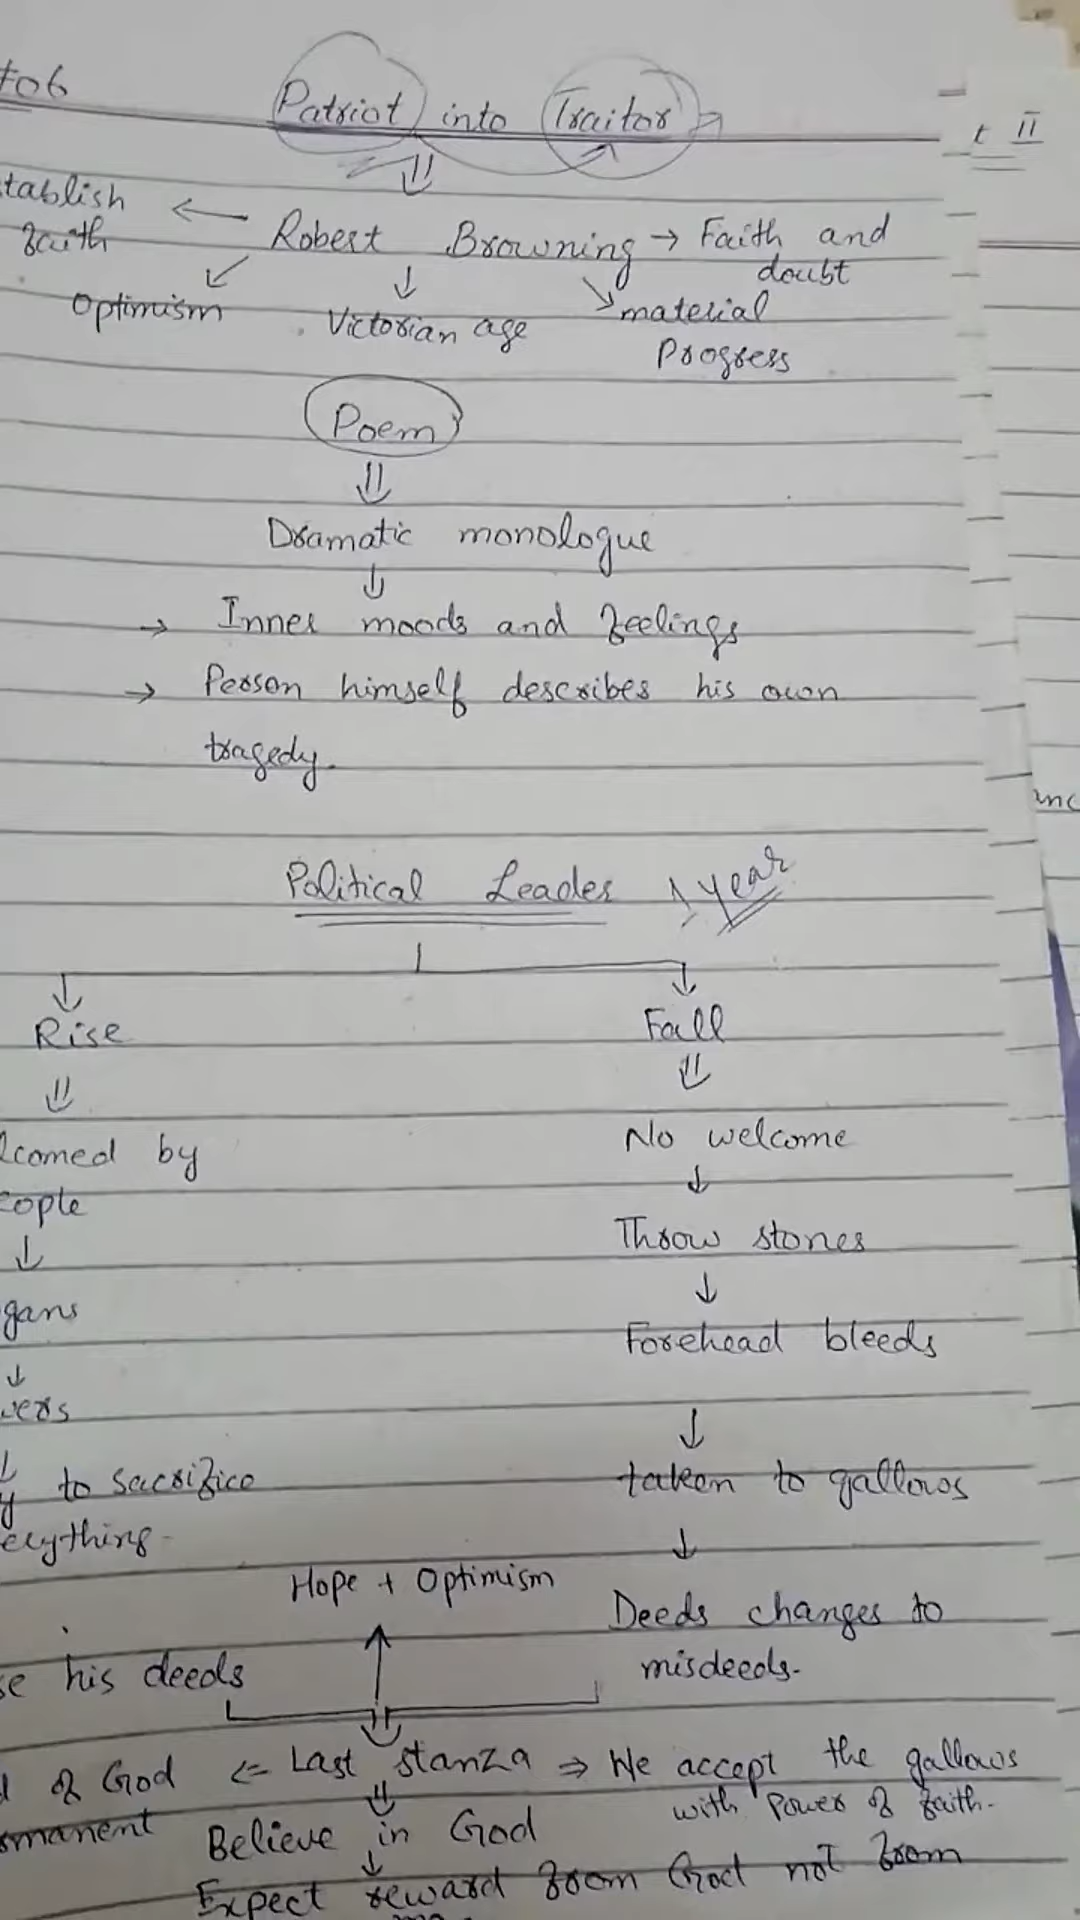 Patriot into Traitor
II
tablish
faith
Robert Browning → Faith and
doubt
Optimism
Victorian age
material
Progress
Poem
Dramatic monologue
→ Inner moods and feelings
→ Person himself describes his own
tragedy.
Political Leader 1 year
Rise
Fall
lcomed by
eople
No welcome
Throw stones
gans
Forehead bleeds
wers
to sacrifice
erything
taken to gallows
Hope + Optimism
Deeds changes to
misdeeds.
se his deeds
of God ⇐ Last stanza ⇒ He accept the gallows
with Power of faith.
rmanent
Believe in God
Expect reward from God not from